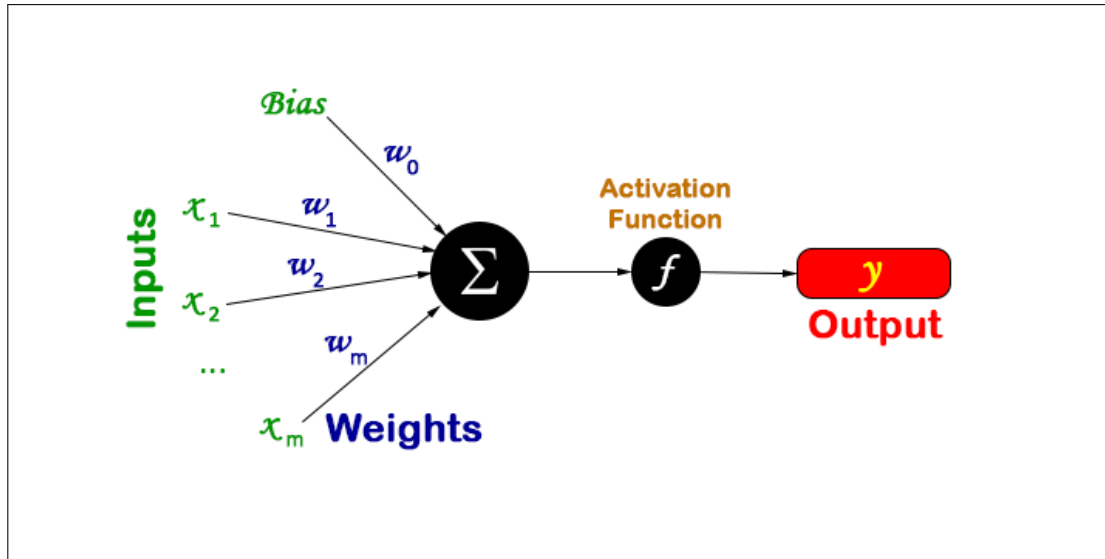 Bias
w0
Inputs
x1
w1
x2
w2
...
xm
wm
Weights
Σ
Activation
Function
f
y
Output